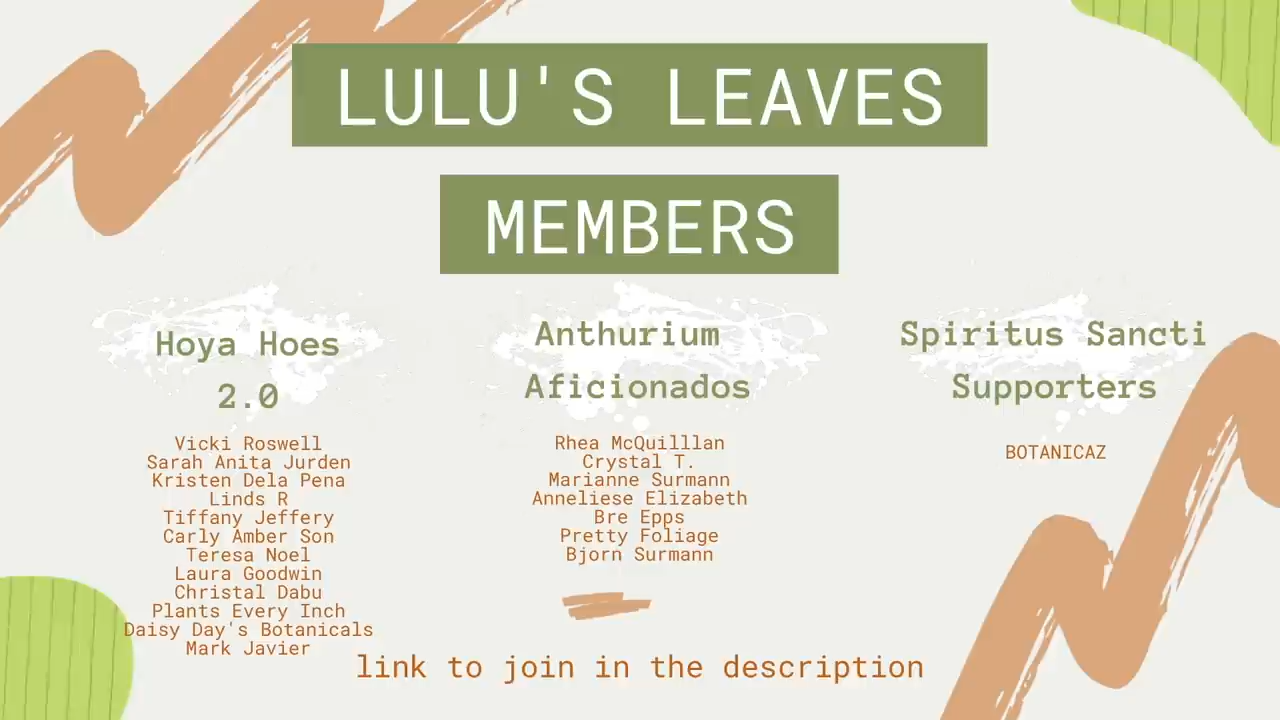 LULU'S LEAVES
MEMBERS
Hoya Hoes
2.0
Vicki Roswell
Sarah Anita Jurden
Kristen Dela Pena
Linds R
Tiffany Jeffery
Carly Amber Son
Teresa Noel
Laura Goodwin
Christal Dabu
Plants Every Inch
Daisy Day's Botanicals
Mark Javier
Anthurium
Aficionados
Rhea McQuilllan
Crystal T.
Marianne Surmann
Anneliese Elizabeth
Bre Epps
Pretty Foliage
Bjorn Surmann
Spiritus Sancti
Supporters
BOTANICAZ
link to join in the description